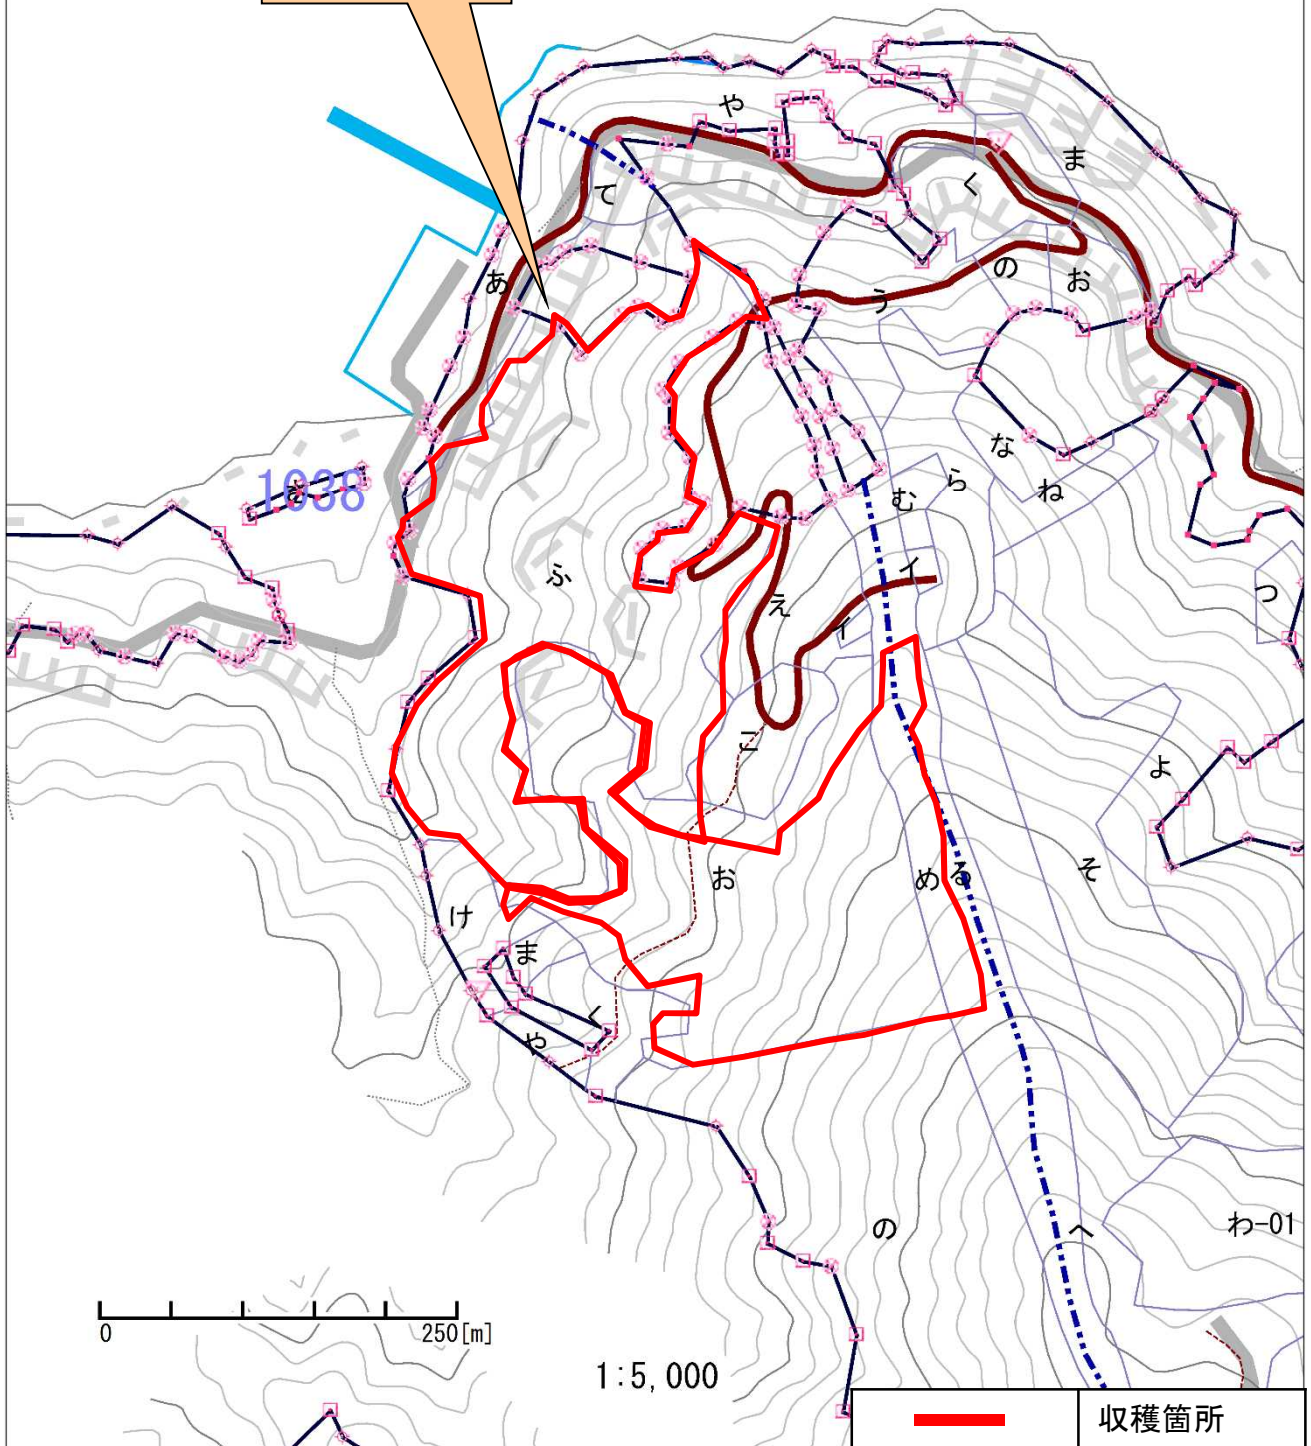 や
ま
て
く
あ
の
お
う
1038
な
ら
ね
む
ふ
イ
え
イ
つ
こ
よ
お
め
る
そ
け
ま
く
や
の
へ
わ-01
0
250[m]
1:5,000
収穫箇所